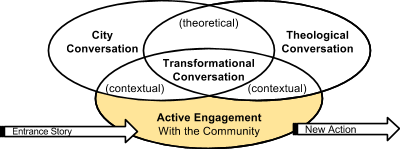 (theoretical)
City
Conversation
Theological
Conversation
Transformational
Conversation
(contextual)
(contextual)
Active Engagement
With the Community
Entrance Story
New Action